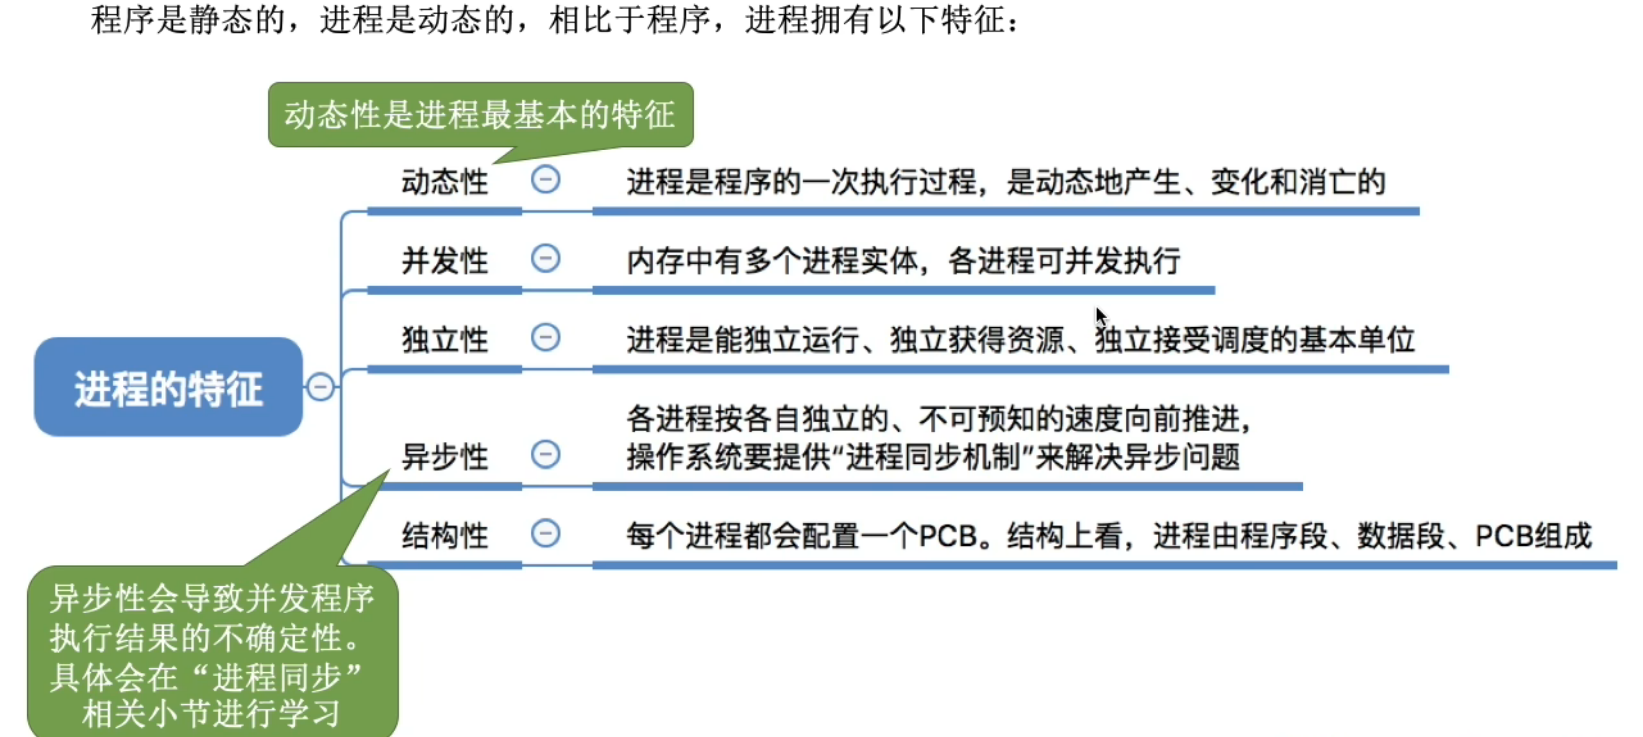 程序是静态的，进程是动态的，相比于程序，进程拥有以下特征：
动态性是进程最基本的特征
动态性
进程是程序的一次执行过程，是动态地产生、变化和消亡的
并发性
内存中有多个进程实体，各进程可并发执行
独立性
进程是能独立运行、独立获得资源、独立接受调度的基本单位
进程的特征
异步性
各进程按各自独立的、不可预知的速度向前推进，
操作系统要提供“进程同步机制”来解决异步问题
结构性
每个进程都会配置一个PCB。结构上看，进程由程序段、数据段、PCB组成
异步性会导致并发程序
执行结果的不确定性。
具体会在“进程同步”
相关小节进行学习